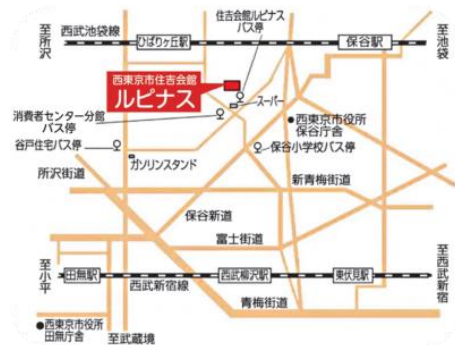 至所沢
西武池袋線
ひばりヶ丘駅
住吉会館ルピナス
バス停
保谷駅
至池袋
西東京市住吉会館
ルピナス
スーパー
消費者センター分館
バス停
西東京市役所
保谷庁舎
谷戸住宅バス停
保谷小学校バス停
ガソリンスタンド
所沢街道
新青梅街道
保谷新道
富士街道
至小平
田無駅
西武新宿線
西武柳沢駅
東伏見駅
至西武新宿
青梅街道
西東京市役所
田無庁舎
至武蔵境